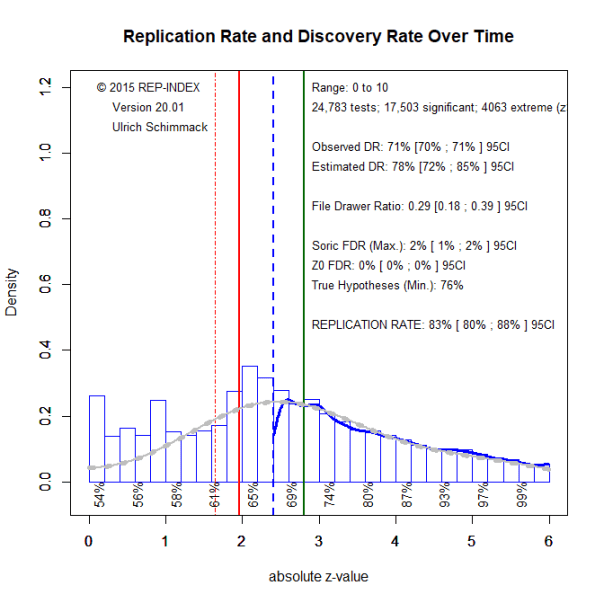 Replication Rate and Discovery Rate Over Time
© 2015 REP-INDEX
Version 20.01
Ulrich Schimmack
Range: 0 to 10
24,783 tests; 17,503 significant; 4063 extreme (z
Observed DR: 71% [70% ; 71% ] 95CI
Estimated DR: 78% [72% ; 85% ] 95CI
File Drawer Ratio: 0.29 [0.18 ; 0.39 ] 95CI
Soric FDR (Max.): 2% [ 1% ; 2% ] 95CI
Z0 FDR: 0% [ 0% ; 0% ] 95CI
True Hypotheses (Min.): 76%
REPLICATION RATE: 83% [ 80% ; 88% ] 95CI
Density
1.2
1.0
0.8
0.6
0.4
0.2
0.0
54% 56% 58% 61% 65% 69% 74% 80% 87% 93% 97% 99%
0 1 2 3 4 5 6
absolute z-value